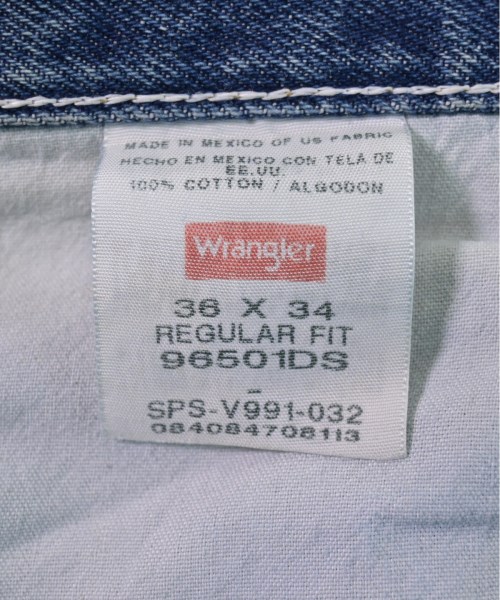 MADE IN MEXICO OF US FABRIC
HECHO EN MEXICO CON TELA DE
EE.UU.
100% COTTON / ALGODON
Wrangler
36 X 34
REGULAR FIT
96501DS
-
SPS-V991-032
084084708113